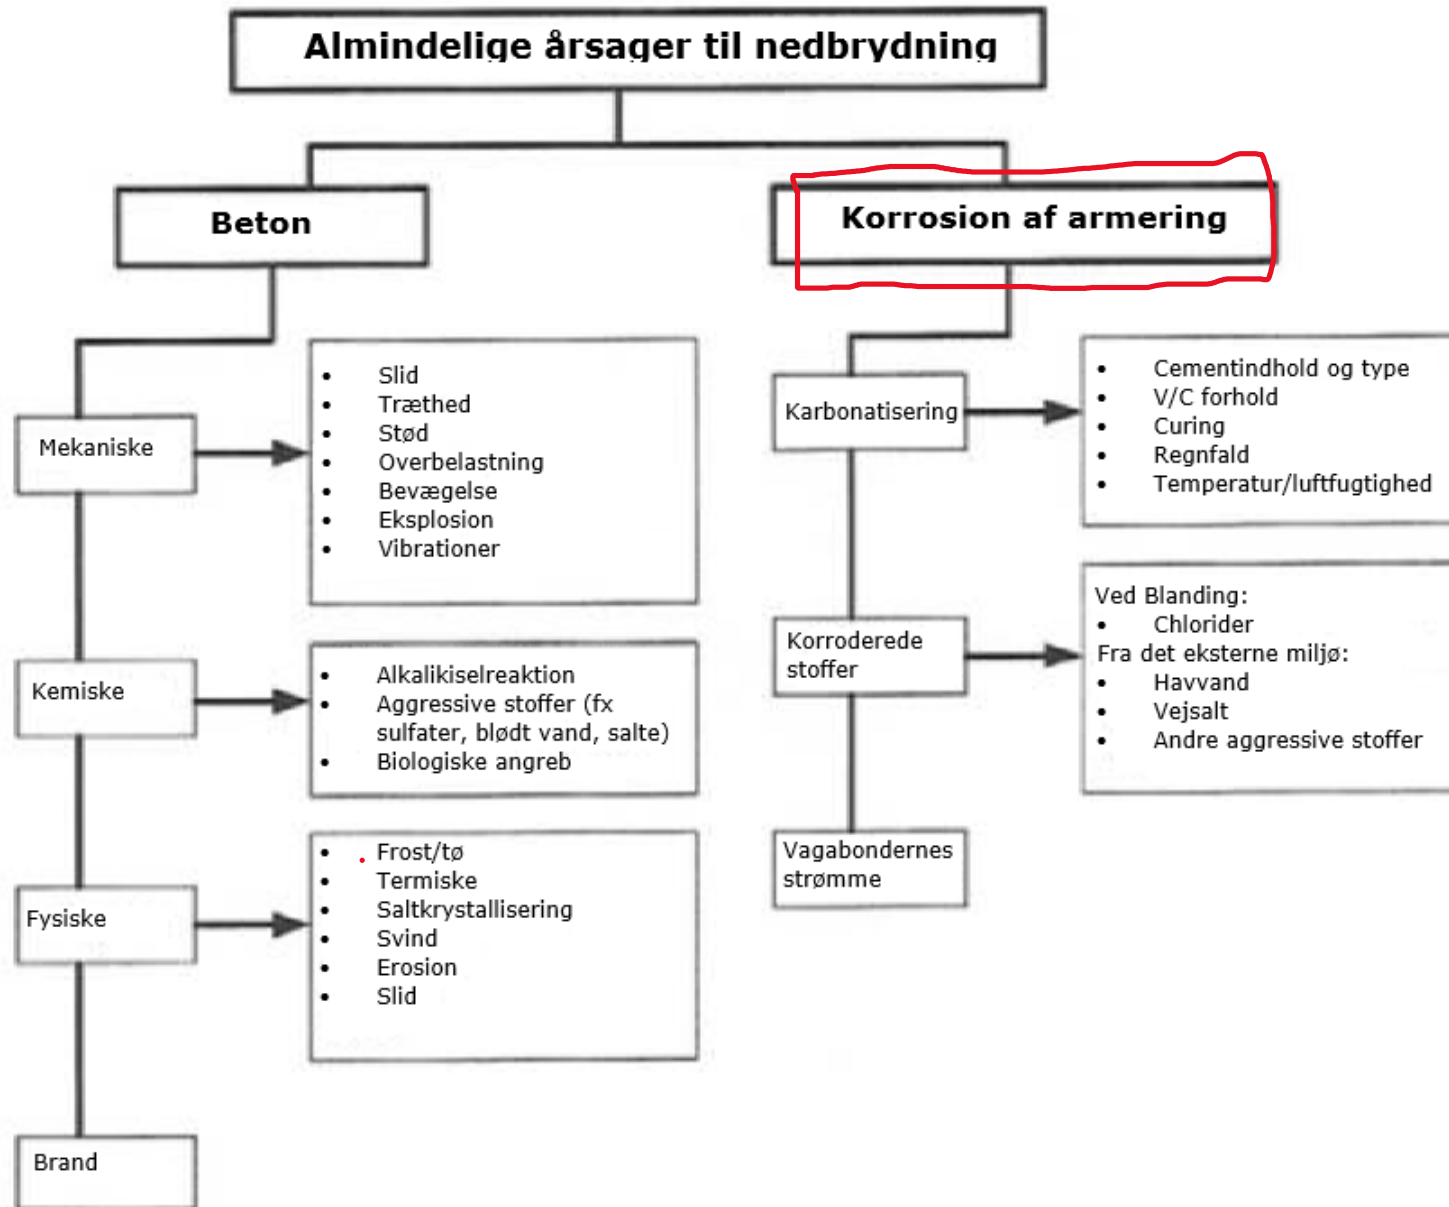 Almindelige årsager til nedbrydning
Beton
Korrosion af armering
Mekaniske
• Slid
• Træthed
• Stød
• Overbelastning
• Bevægelse
• Eksplosion
• Vibrationer
Kemiske
• Alkalikiselreaktion
• Aggressive stoffer (fx
sulfater, blødt vand, salte)
• Biologiske angreb
Fysiske
• Frost/tø
• Termiske
• Saltkrystallisering
• Svind
• Erosion
• Slid
Brand
Karbonatisering
• Cementindhold og type
• V/C forhold
• Curing
• Regnfald
• Temperatur/luftfugtighed
Korroderede
stoffer
Ved Blanding:
• Chlorider
Fra det eksterne miljø:
• Havvand
• Vejsalt
• Andre aggressive stoffer
Vagabondernes
strømme